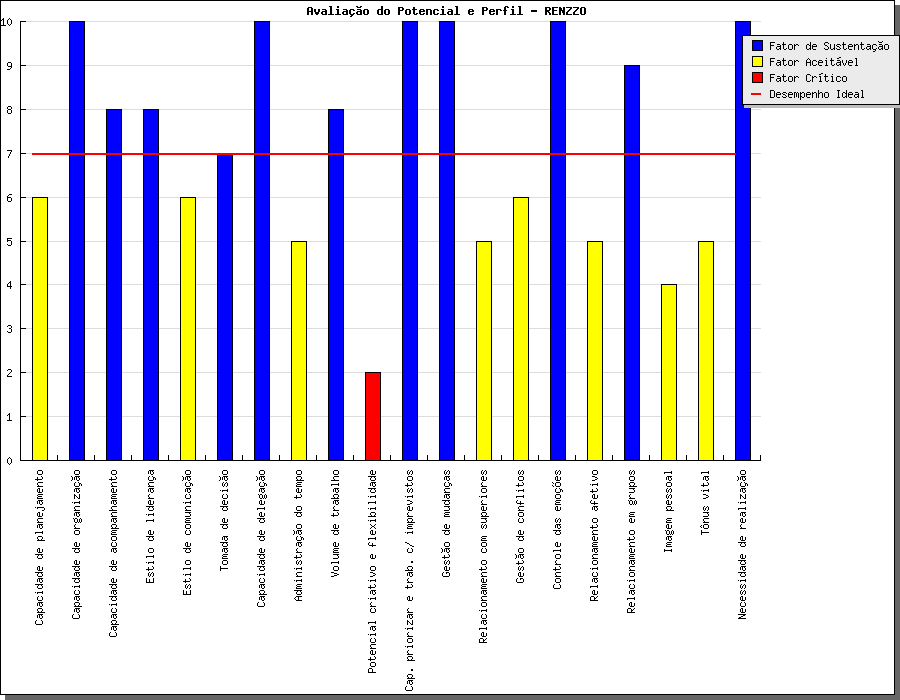 Avaliação do Potencial e Perfil - RENZZO
10
9
8
7
6
5
4
3
2
1
0
Fator de Sustentação
Fator Aceitável
Fator Crítico
Desempenho Ideal
Capacidade de planejamento
Capacidade de organização
Capacidade de acompanhamento
Estilo de liderança
Estilo de comunicação
Tomada de decisão
Capacidade de delegação
Administração do tempo
Volume de trabalho
Potencial criativo e flexibilidade
Cap. priorizar e trab. c/ imprevistos
Gestão de mudanças
Relacionamento com superiores
Gestão de conflitos
Controle das emoções
Relacionamento afetivo
Relacionamento em grupos
Imagem pessoal
Tônus vital
Necessidade de realização